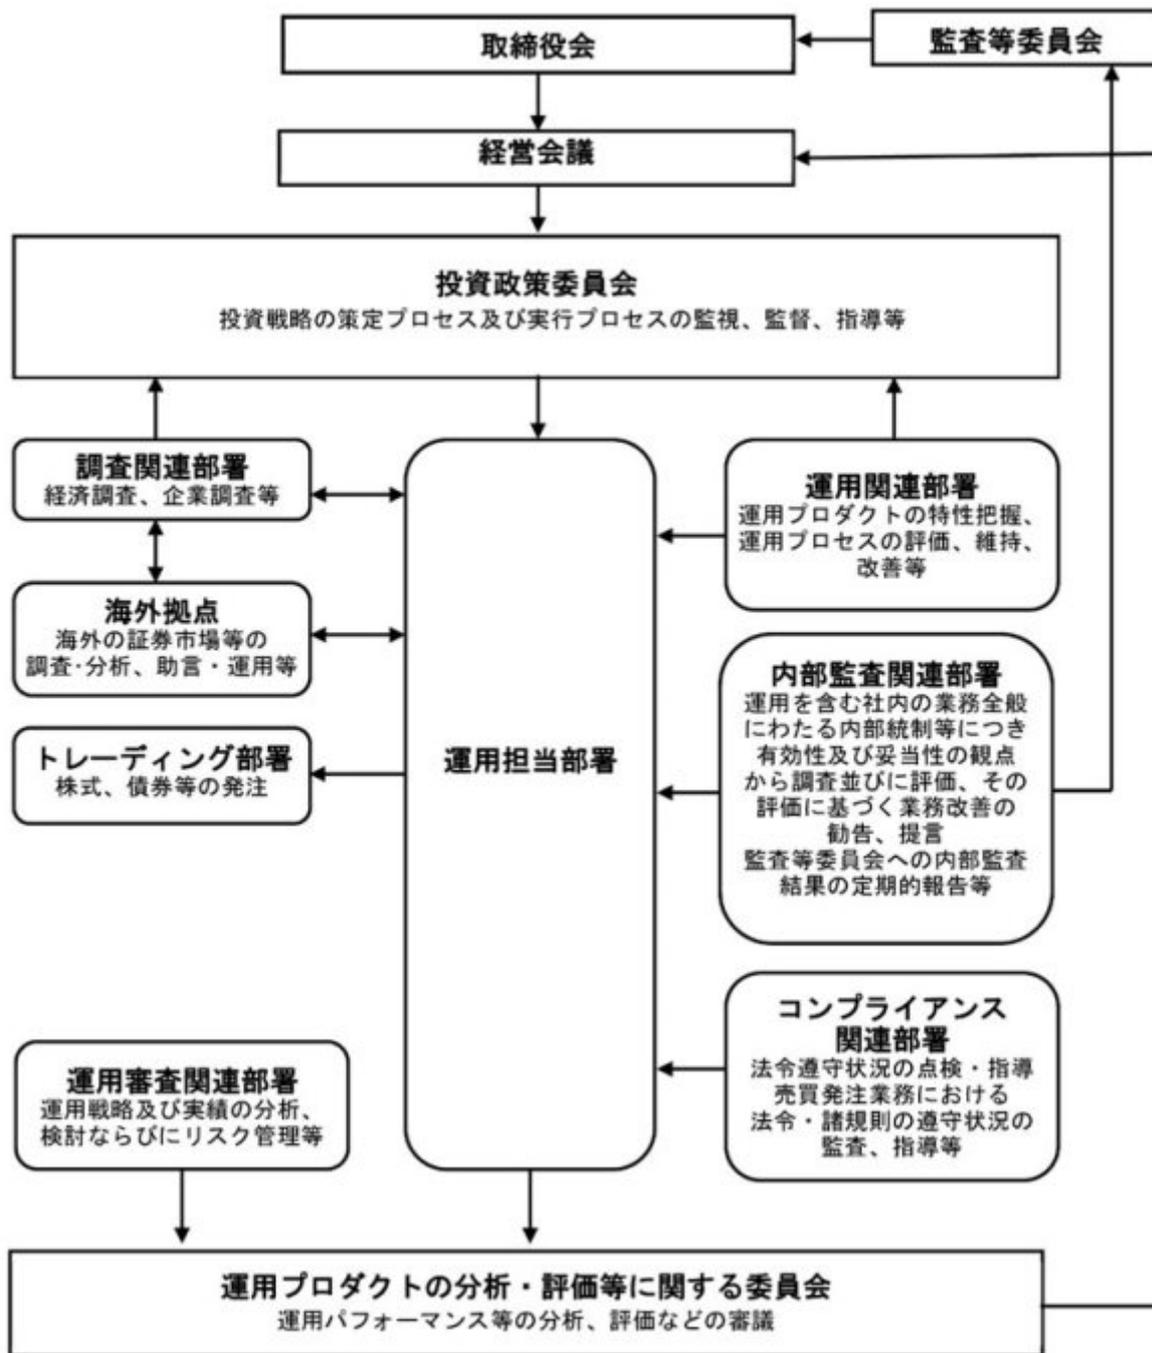 取締役会
監査等委員会
経営会議
投資政策委員会
投資戦略の策定プロセス及び実行プロセスの監視、監督、指導等
調査関連部署
経済調査、企業調査等
海外拠点
海外の証券市場等の
調査･分析、助言・運用等
トレーディング部署
株式、債券等の発注
運用担当部署
運用関連部署
運用プロダクトの特性把握、
運用プロセスの評価、維持、
改善等
内部監査関連部署
運用を含む社内の業務全般
にわたる内部統制等につき
有効性及び妥当性の観点
から調査並びに評価、その
評価に基づく業務改善の
勧告、提言
監査等委員会への内部監査
結果の定期的報告等
コンプライアンス
関連部署
法令遵守状況の点検・指導
売買発注業務における
法令・諸規則の遵守状況の
監査、指導等
運用審査関連部署
運用戦略及び実績の分析、
検討ならびにリスク管理等
運用プロダクトの分析・評価等に関する委員会
運用パフォーマンス等の分析、評価などの審議